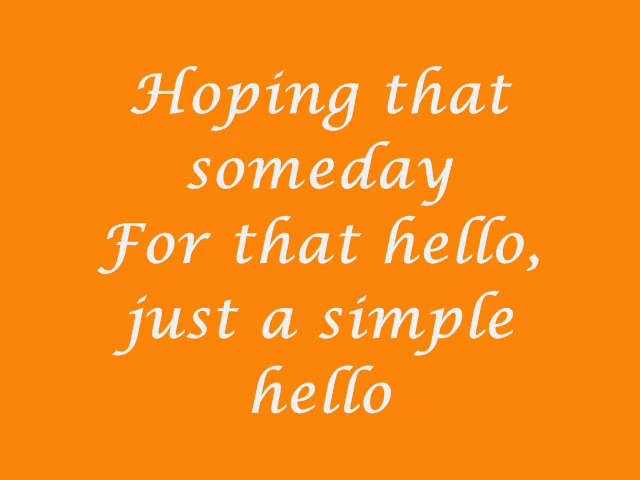 Hoping that
someday
For that hello,
just a simple
hello